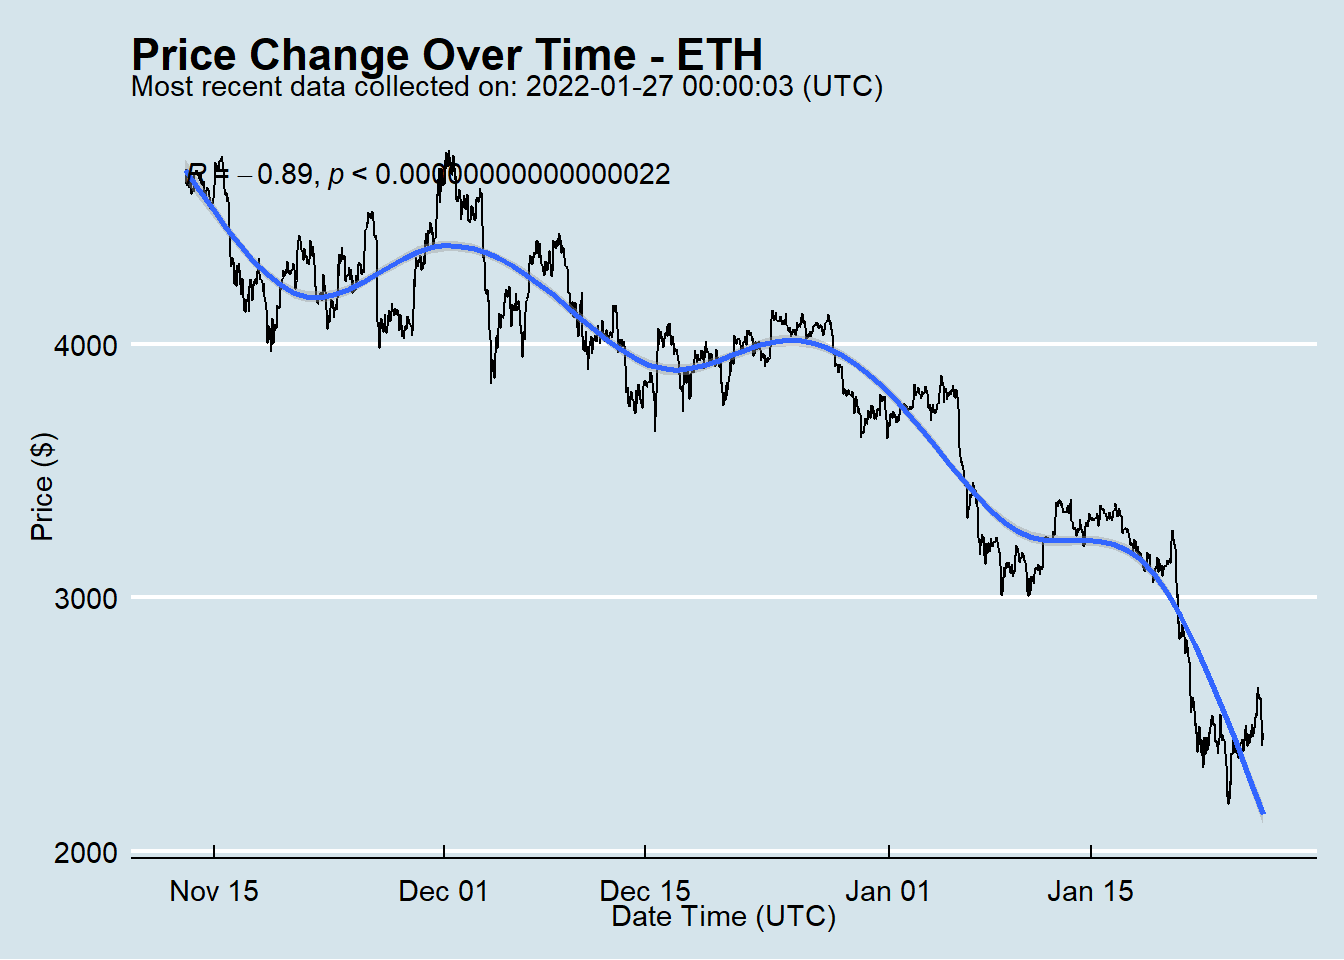 Price Change Over Time - ETH
Most recent data collected on: 2022-01-27 00:00:03 (UTC)
R = −0.89, p < 0.00000000000000022
4000
3000
2000
Price ($)
Nov 15 Dec 01 Dec 15 Jan 01 Jan 15
Date Time (UTC)